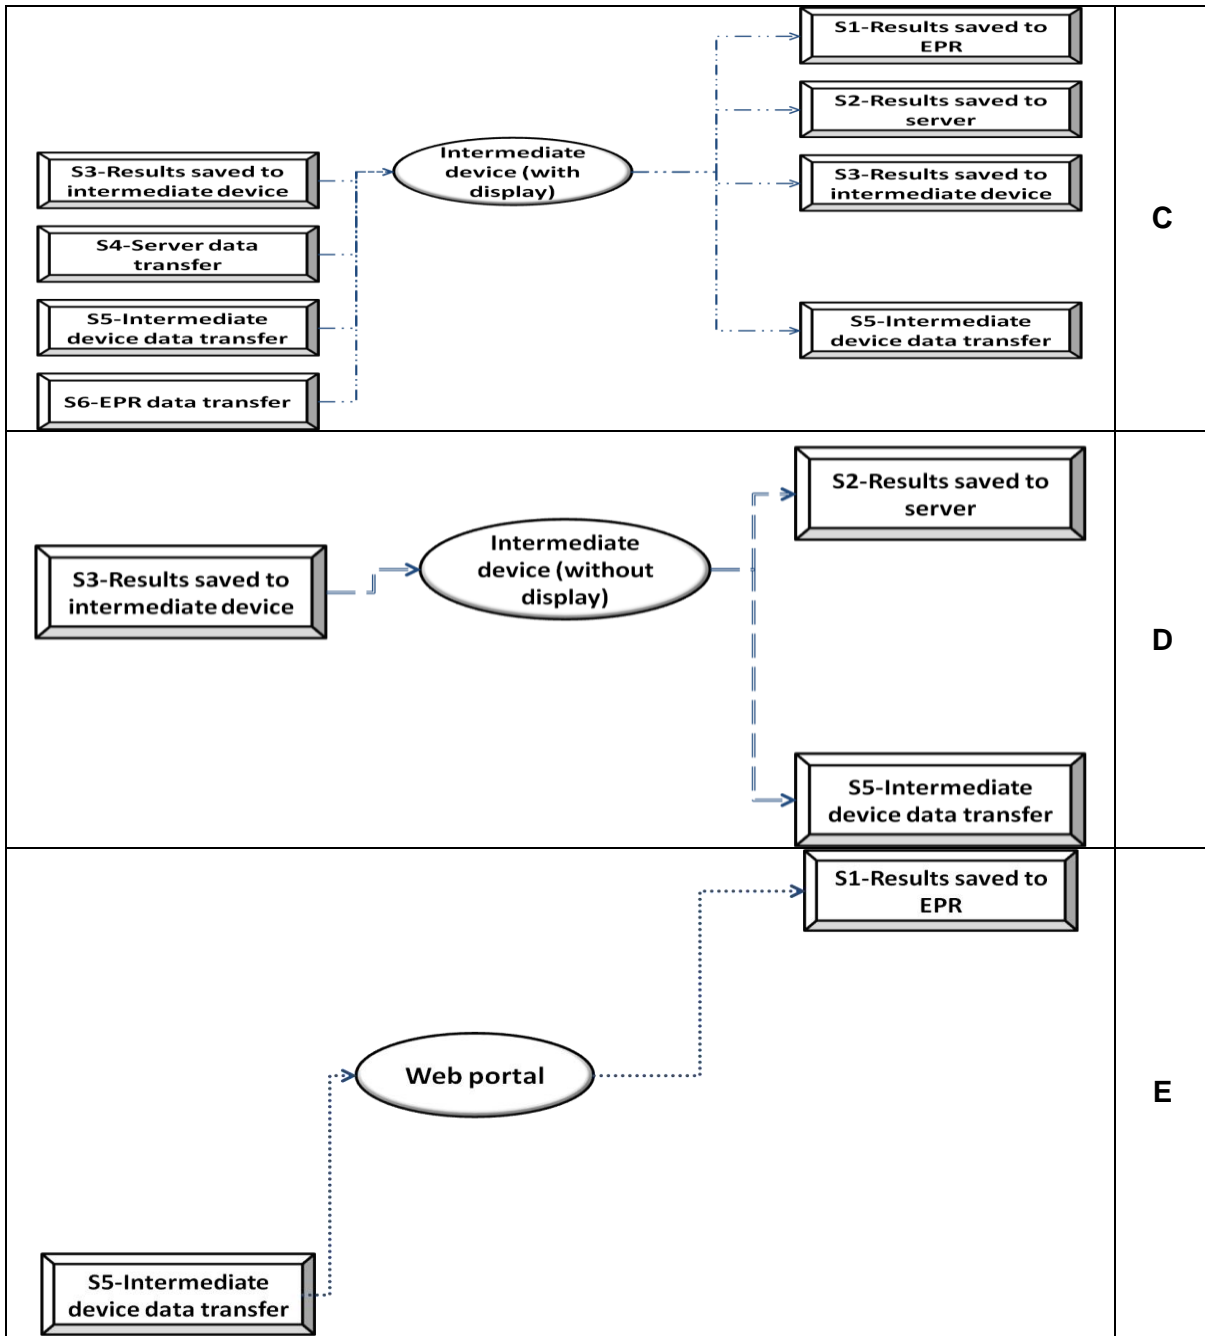 S3-Results saved to
intermediate device
S4-Server data
transfer
S5-Intermediate
device data transfer
S6-EPR data transfer
Intermediate
device (with
display)
S1-Results saved to
EPR
S2-Results saved to
server
S3-Results saved to
intermediate device
S5-Intermediate
device data transfer
C
S3-Results saved to
intermediate device
Intermediate
device (without
display)
S2-Results saved to
server
S5-Intermediate
device data transfer
D
S5-Intermediate
device data transfer
Web portal
S1-Results saved to
EPR
E